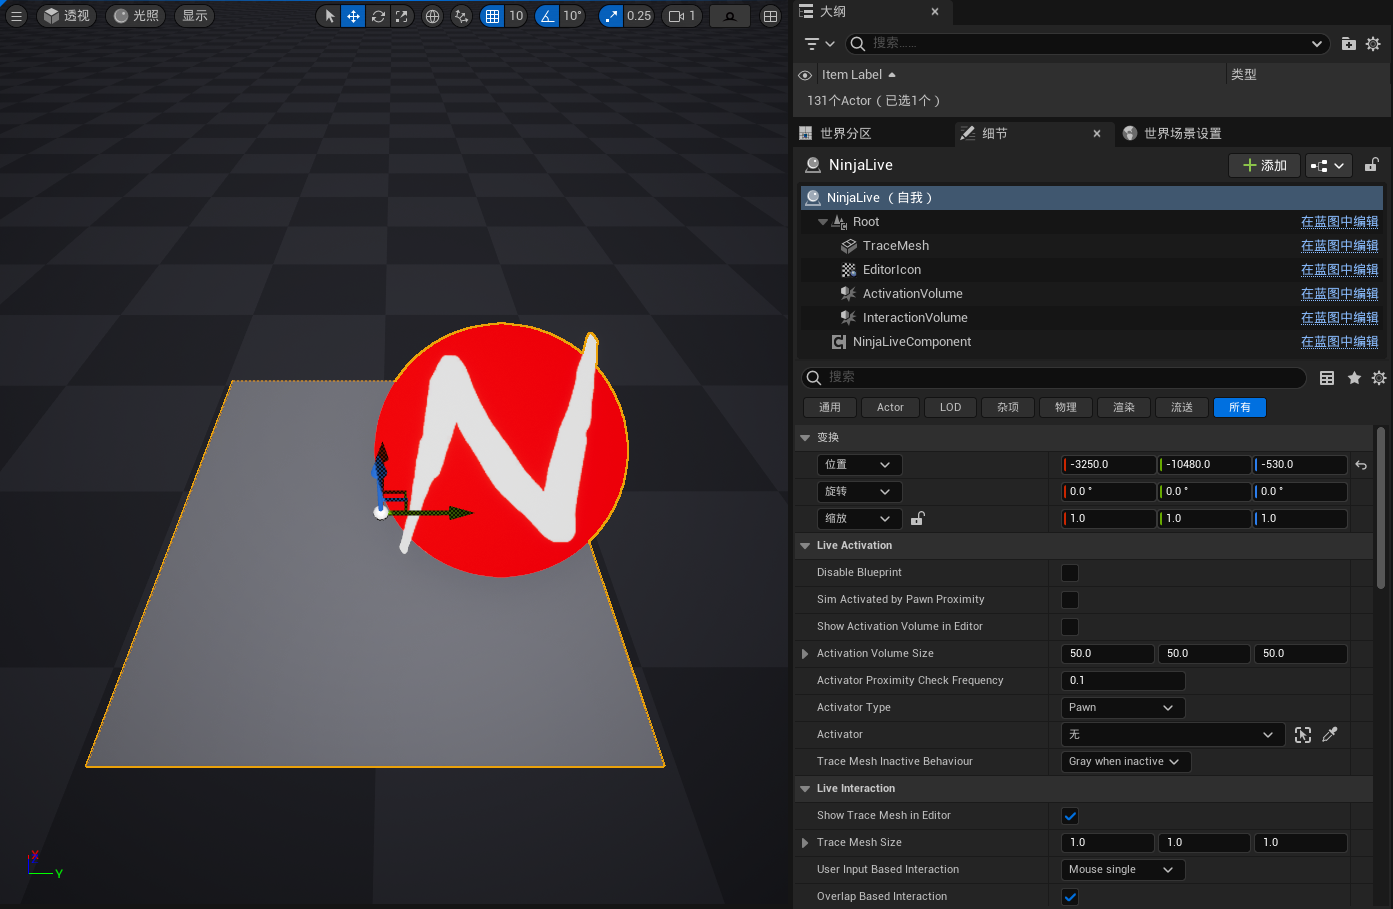 透视
光照
显示
10
10°
0.25
1
大纲
搜索......
Item Label
类型
131个Actor（已选1个）
世界分区
细节
世界场景设置
NinjaLive
添加
NinjaLive（自我）
Root
在蓝图中编辑
TraceMesh
在蓝图中编辑
EditorIcon
在蓝图中编辑
ActivationVolume
在蓝图中编辑
InteractionVolume
在蓝图中编辑
NinjaLiveComponent
在蓝图中编辑
搜索
通用
Actor
LOD
杂项
物理
渲染
流送
所有
变换
位置
-3250.0
-10480.0
-530.0
旋转
0.0 °
0.0 °
0.0 °
缩放
1.0
1.0
1.0
Live Activation
Disable Blueprint
Sim Activated by Pawn Proximity
Show Activation Volume in Editor
Activation Volume Size
50.0
50.0
50.0
Activator Proximity Check Frequency
0.1
Activator Type
Pawn
Activator
无
Trace Mesh Inactive Behaviour
Gray when inactive
Live Interaction
Show Trace Mesh in Editor
Trace Mesh Size
1.0
1.0
1.0
User Input Based Interaction
Mouse single
Overlap Based Interaction
N
X
Y